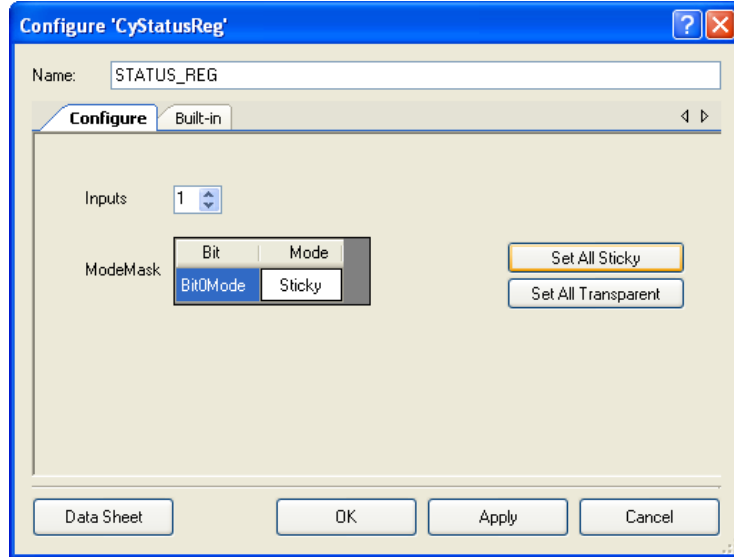 Configure 'CyStatusReg'
Name: STATUS_REG
Configure Built-in
Inputs 1
Bit Mode
ModeMask
Bit0Mode Sticky
Set All Sticky
Set All Transparent
Data Sheet OK Apply Cancel